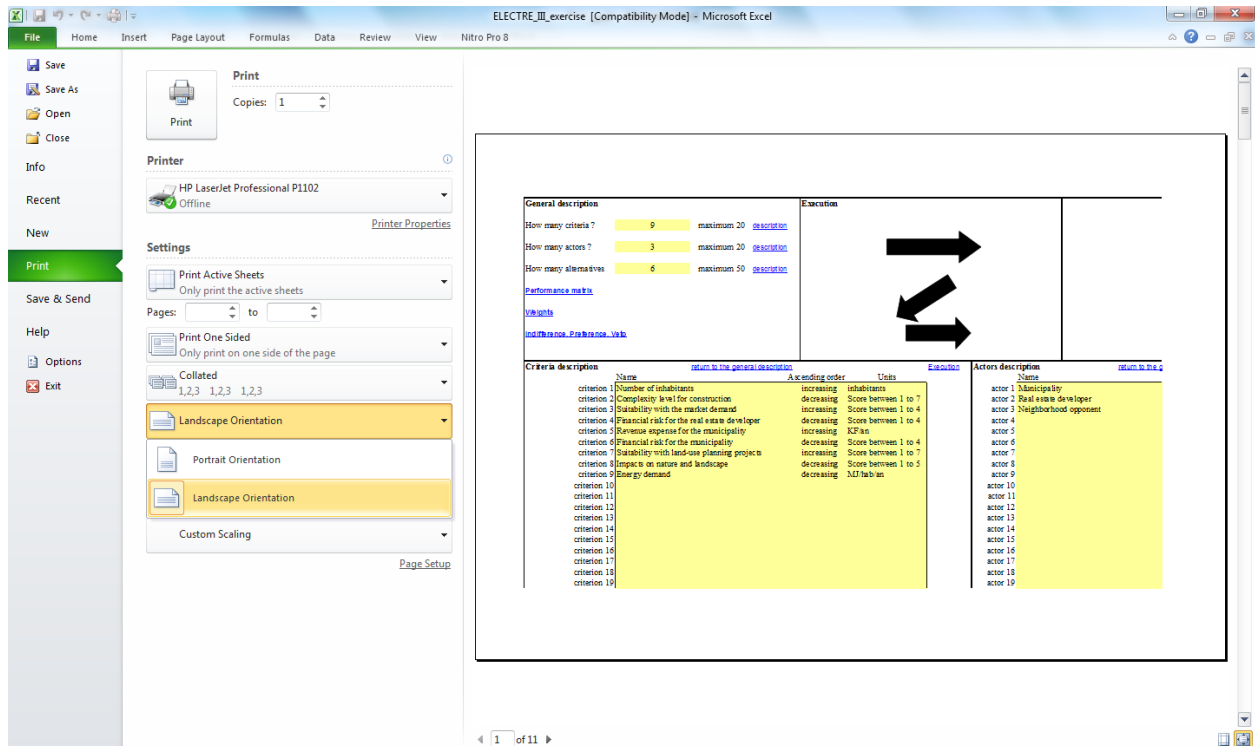 ELECTRE_III_exercise [Compatibility Mode] - Microsoft Excel
File Home Insert Page Layout Formulas Data Review View Nitro Pro 8
Save
Save As
Open
Close
Info
Recent
New
Print
Save & Send
Help
Options
Exit
Print
Print
Copies: 1
Printer
HP LaserJet Professional P1102
Offline
Printer Properties
Settings
Print Active Sheets
Only print the active sheets
Pages: to
Print One Sided
Only print on one side of the page
Collated
1,2,3 1,2,3 1,2,3
Landscape Orientation
Portrait Orientation
Landscape Orientation
Custom Scaling
Page Setup
General description Execution
How many criteria ? 9 maximum 20 description
How many actors ? 3 maximum 20 description
How many alternatives 6 maximum 50 description
Performance matrix
Weights
Indifference, Preference, Veto
Criteria description return to the general description Execution Actors description return to the g
Name Ascending order Units Name
criterion 1 Number of inhabitants increasing inhabitants actor 1 Municipality
criterion 2 Complexity level for construction decreasing Score between 1 to 7 actor 2 Real estate developer
criterion 3 Suitability with the market demand increasing Score between 1 to 4 actor 3 Neighborhood opponent
criterion 4 Financial risk for the real estate developer decreasing Score between 1 to 4 actor 4
criterion 5 Revenue expense for the municipality increasing KF/an actor 5
criterion 6 Financial risk for the municipality decreasing Score between 1 to 4 actor 6
criterion 7 Suitability with land-use planning projects increasing Score between 1 to 7 actor 7
criterion 8 Impacts on nature and landscape decreasing Score between 1 to 5 actor 8
criterion 9 Energy demand decreasing MJ/hab/an actor 9
criterion 10 actor 10
criterion 11 actor 11
criterion 12 actor 12
criterion 13 actor 13
criterion 14 actor 14
criterion 15 actor 15
criterion 16 actor 16
criterion 17 actor 17
criterion 18 actor 18
criterion 19 actor 19
1 of 11